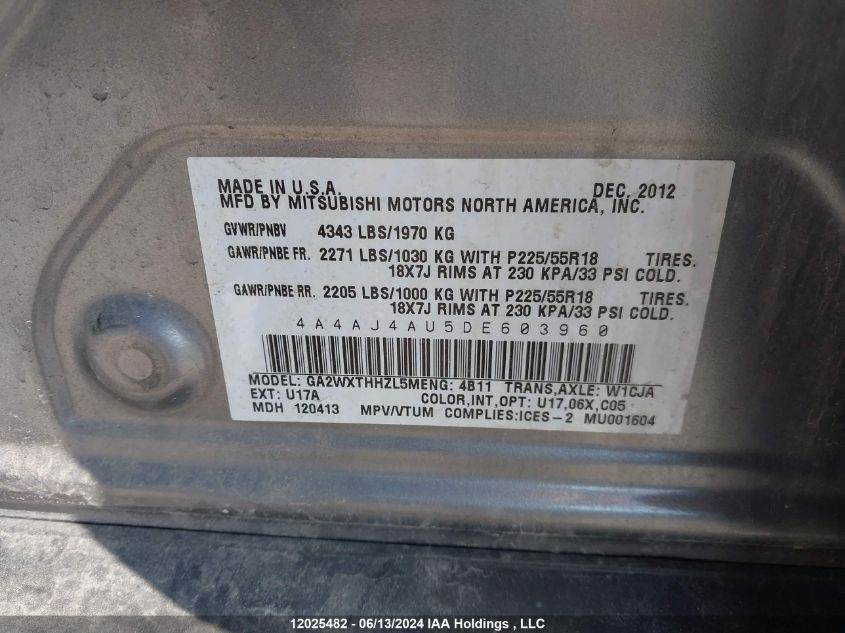 MADE IN U.S.A. DEC. 2012
MFD BY MITSUBISHI MOTORS NORTH AMERICA, INC.
GVWR/PNBV 4343 LBS/1970 KG
GAWR/PNBE FR. 2271 LBS/1030 KG WITH P225/55R18 TIRES.
18X7J RIMS AT 230 KPA/33 PSI COLD.
GAWR/PNBE RR. 2205 LBS/1000 KG WITH P225/55R18 TIRES.
18X7J RIMS AT 230 KPA/33 PSI COLD.
4A4AJ4AU5DE603960
MODEL: GA2WXTHHZL5MENG: 4B11 TRANS,AXLE: W1CJA
EXT: U17A COLOR,INT,OPT: U17,06X,C05
MDH 120413 MPV/VTUM COMPLIES:ICES-2 MU001604
12025482 - 06/13/2024 IAA Holdings , LLC